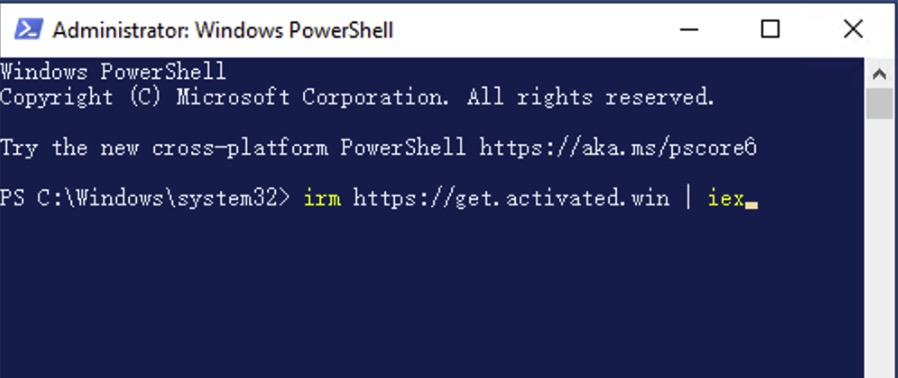 Administrator: Windows PowerShell
Windows PowerShell
Copyright (C) Microsoft Corporation. All rights reserved.
Try the new cross-platform PowerShell https://aka.ms/pscore6
PS C:\Windows\system32> irm https://get.activated.win | iex